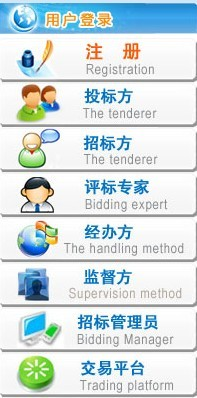 用户登录
注 册
Registration
投标方
The tenderer
招标方
The tenderer
评标专家
Bidding expert
经办方
The handling method
监督方
Supervision method
招标管理员
Bidding Manager
交易平台
Trading platform